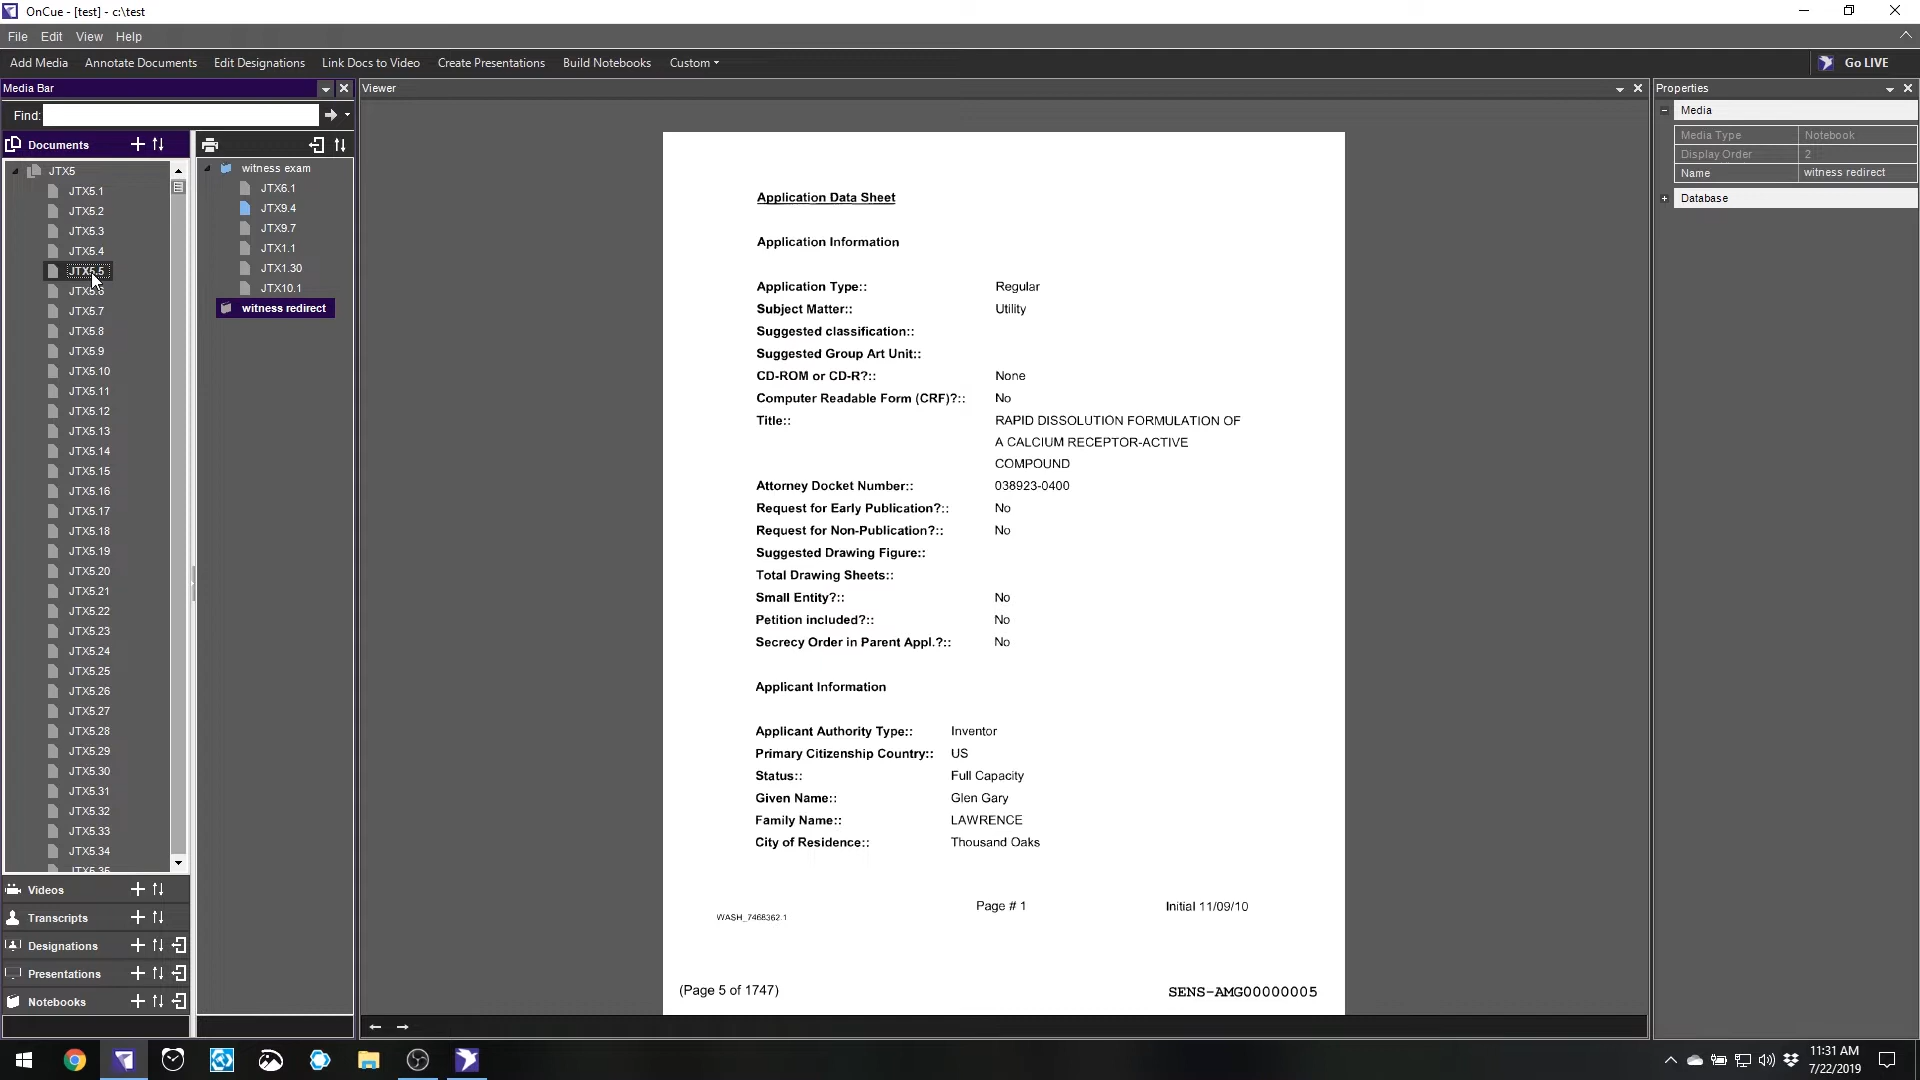 OnCue - [test] - c:\test
File Edit View Help
Add Media Annotate Documents Edit Designations Link Docs to Video Create Presentations Build Notebooks Custom Go LIVE
Media Bar
Find:
Documents
JTX5
JTX5.1
JTX5.2
JTX5.3
JTX5.4
JTX5.5
JTX5.6
JTX5.7
JTX5.8
JTX5.9
JTX5.10
JTX5.11
JTX5.12
JTX5.13
JTX5.14
JTX5.15
JTX5.16
JTX5.17
JTX5.18
JTX5.19
JTX5.20
JTX5.21
JTX5.22
JTX5.23
JTX5.24
JTX5.25
JTX5.26
JTX5.27
JTX5.28
JTX5.29
JTX5.30
JTX5.31
JTX5.32
JTX5.33
JTX5.34
JTX5.35
Videos
Transcripts
Designations
Presentations
Notebooks
witness exam
JTX6.1
JTX9.4
JTX9.7
JTX1.1
JTX1.30
JTX10.1
witness redirect
Viewer
Application Data Sheet
Application Information
Application Type:: Regular
Subject Matter:: Utility
Suggested classification::
Suggested Group Art Unit::
CD-ROM or CD-R?:: None
Computer Readable Form (CRF)?:: No
Title:: RAPID DISSOLUTION FORMULATION OF
A CALCIUM RECEPTOR-ACTIVE
COMPOUND
Attorney Docket Number:: 038923-0400
Request for Early Publication?:: No
Request for Non-Publication?:: No
Suggested Drawing Figure::
Total Drawing Sheets::
Small Entity?:: No
Petition included?:: No
Secrecy Order in Parent Appl.?:: No
Applicant Information
Applicant Authority Type:: Inventor
Primary Citizenship Country:: US
Status:: Full Capacity
Given Name:: Glen Gary
Family Name:: LAWRENCE
City of Residence:: Thousand Oaks
Page # 1 Initial 11/09/10
WASH_7468362.1
(Page 5 of 1747) SENS-AMG00000005
Properties
Media
Media Type Notebook
Display Order 2
Name witness redirect
Database
11:31 AM
7/22/2019